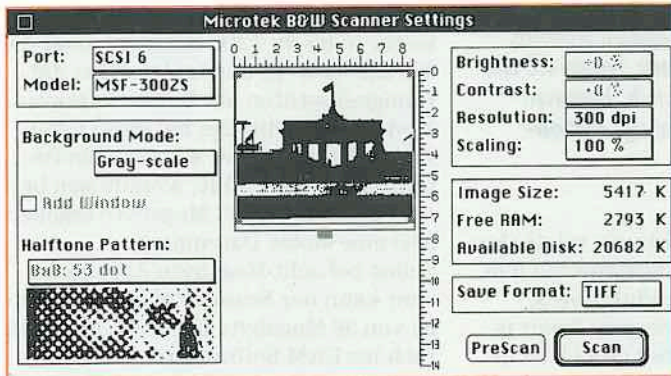 Microtek B&W Scanner Settings
Port: SCSI 6
Model: MSF-300ZS
Background Mode:
Gray-scale
Add Window
Halftone Pattern:
8x8: 53 dot
0 1 2 3 4 5 6 7 8
0
1
2
3
4
5
6
7
8
9
10
11
12
13
14
Brightness: +0 %
Contrast: +0 %
Resolution: 300 dpi
Scaling: 100 %
Image Size: 5417 K
Free RAM: 2793 K
Available Disk: 20682 K
Save Format: TIFF
PreScan
Scan